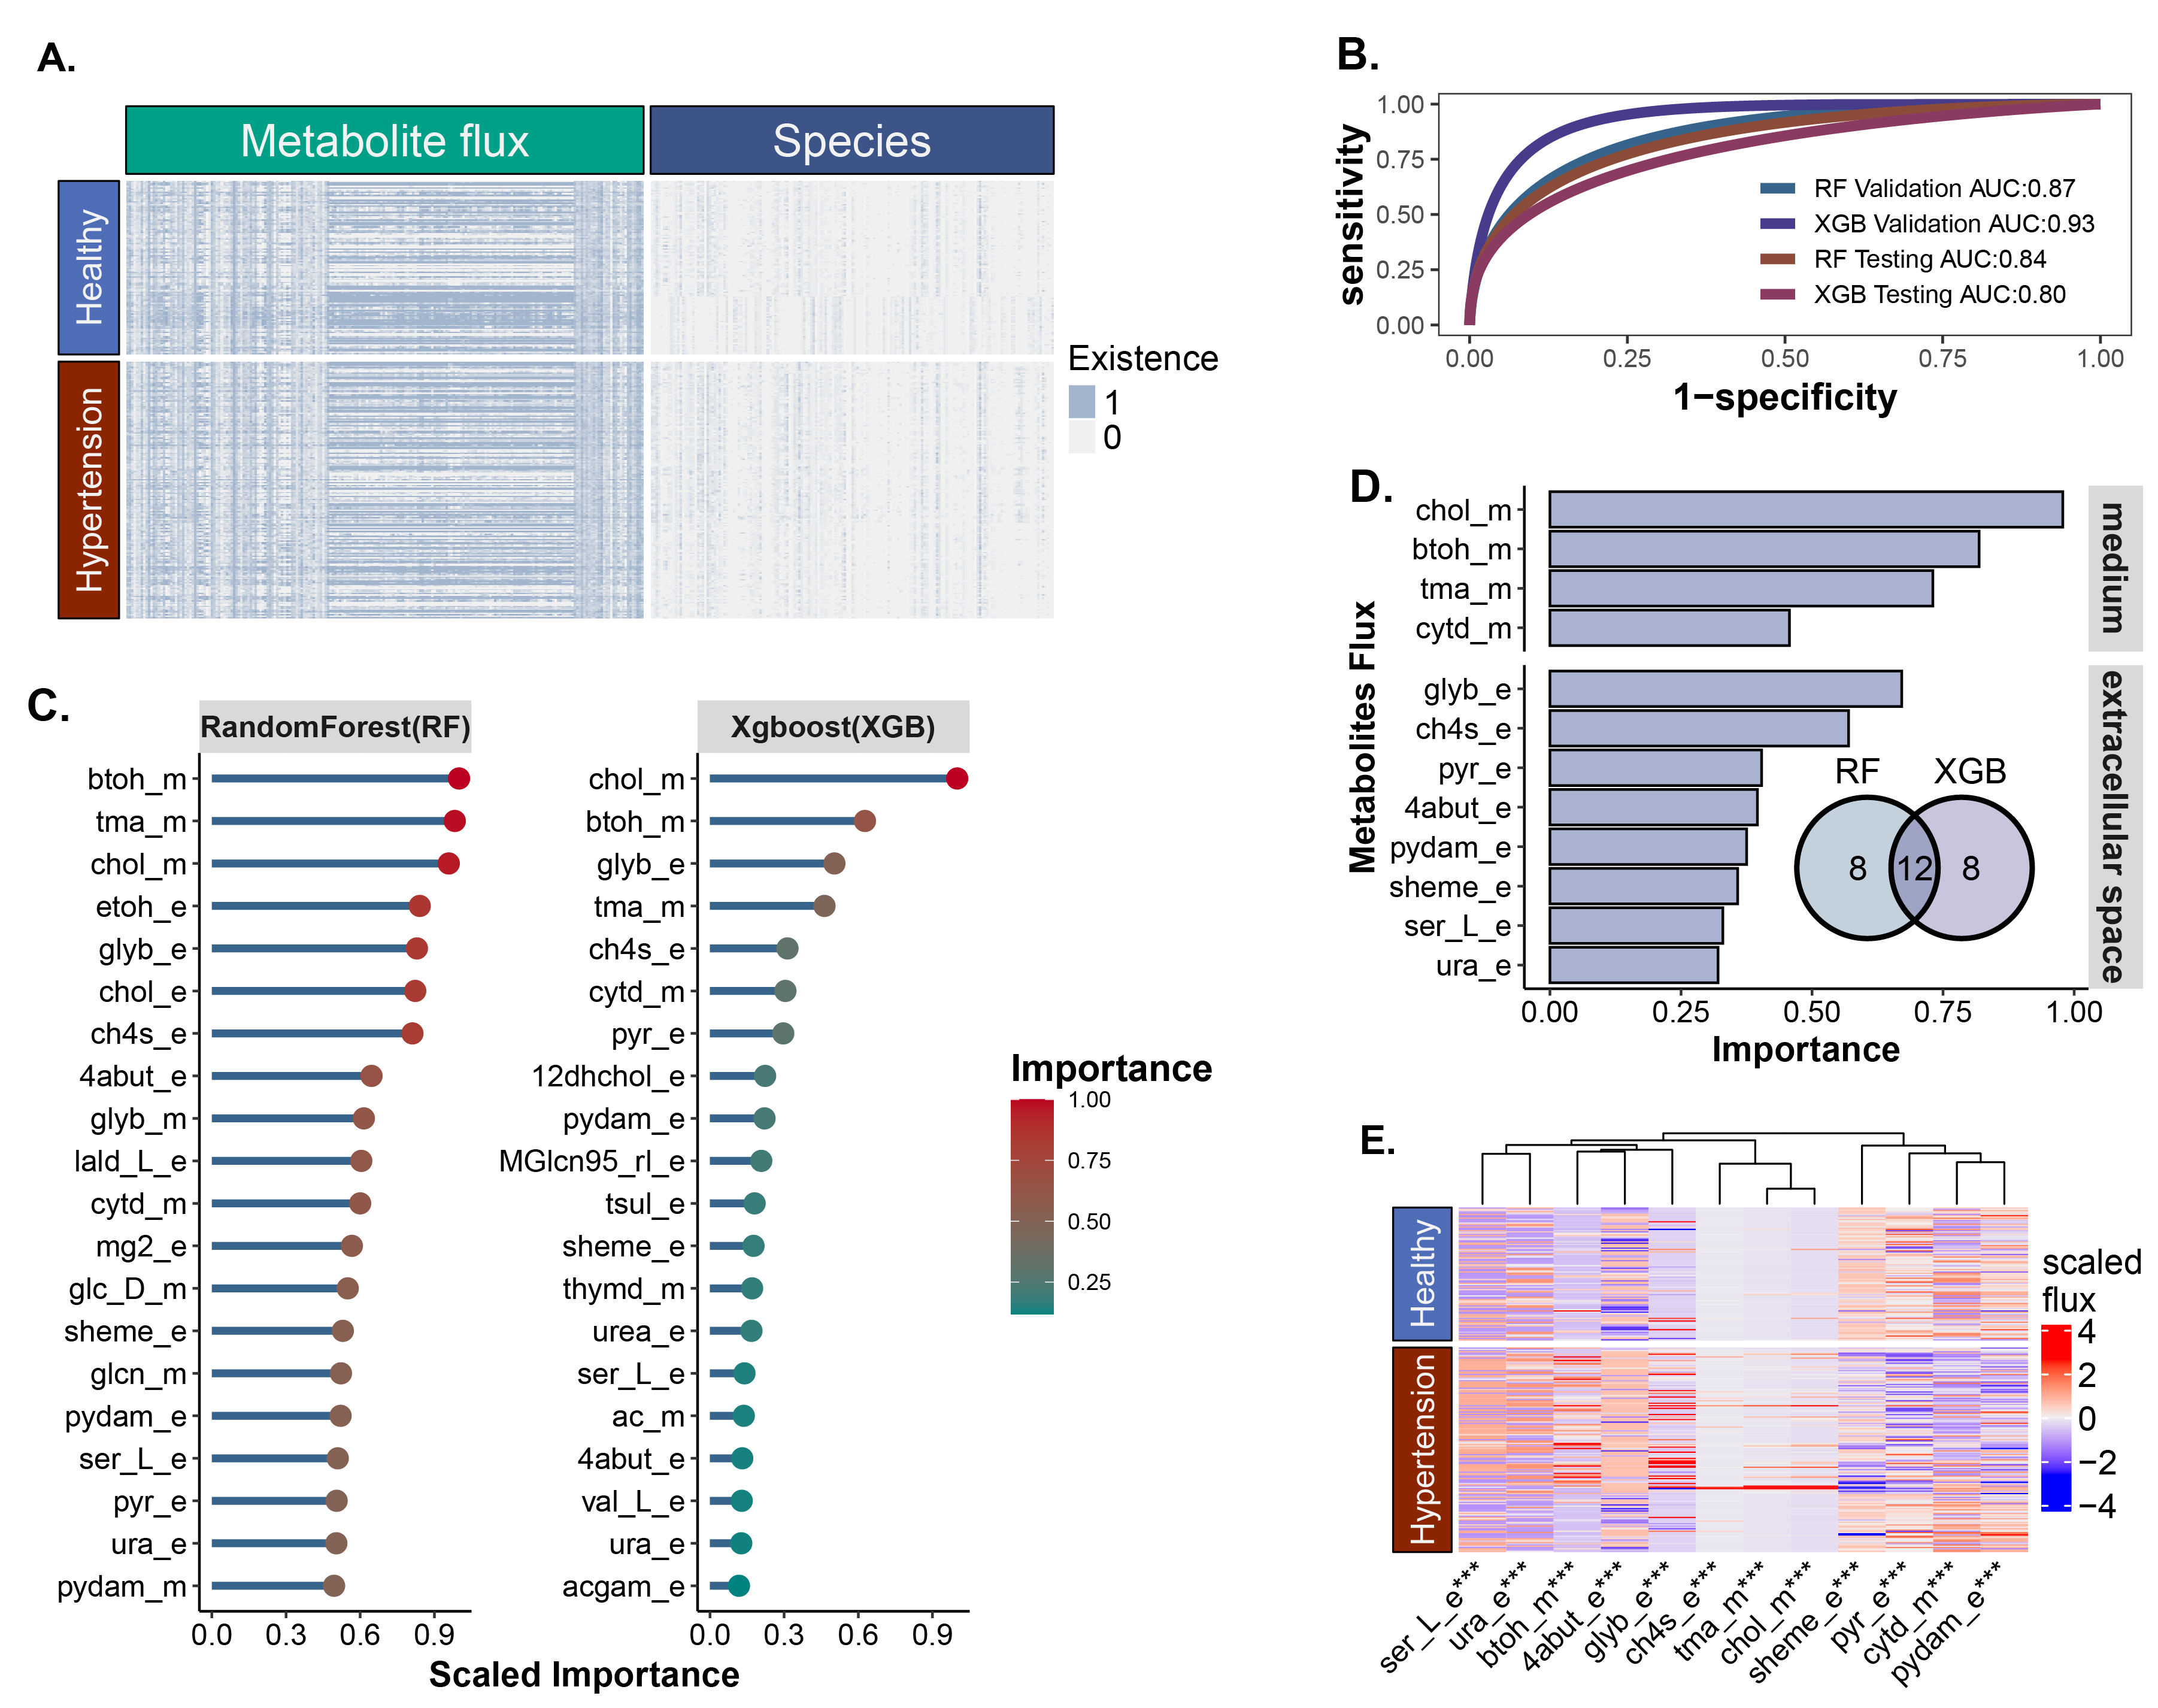 A.
Metabolite flux
Species
Healthy
Hypertension
Existence
1
0
B.
sensitivity
1.00
0.75
0.50
0.25
0.00
RF Validation AUC:0.87
XGB Validation AUC:0.93
RF Testing AUC:0.84
XGB Testing AUC:0.80
0.00 0.25 0.50 0.75 1.00
1−specificity
C.
RandomForest(RF)
btoh_m
tma_m
chol_m
etoh_e
glyb_e
chol_e
ch4s_e
4abut_e
glyb_m
lald_L_e
cytd_m
mg2_e
glc_D_m
sheme_e
glcn_m
pydam_e
ser_L_e
pyr_e
ura_e
pydam_m
0.0 0.3 0.6 0.9
Xgboost(XGB)
chol_m
btoh_m
glyb_e
tma_m
ch4s_e
cytd_m
pyr_e
12dhchol_e
pydam_e
MGlcn95_rl_e
tsul_e
sheme_e
thymd_m
urea_e
ser_L_e
ac_m
4abut_e
val_L_e
ura_e
acgam_e
0.0 0.3 0.6 0.9
Scaled Importance
Importance
1.00
0.75
0.50
0.25
D.
Metabolites Flux
chol_m
btoh_m
tma_m
cytd_m
medium
glyb_e
ch4s_e
pyr_e
4abut_e
pydam_e
sheme_e
ser_L_e
ura_e
extracellular space
RF XGB
8 12 8
0.00 0.25 0.50 0.75 1.00
Importance
E.
Healthy
Hypertension
scaled
flux
4
2
0
−2
−4
ser_L_e***
ura_e***
btoh_m***
4abut_e***
glyb_e***
ch4s_e***
tma_m***
chol_m***
sheme_e***
pyr_e***
cytd_m***
pydam_e***